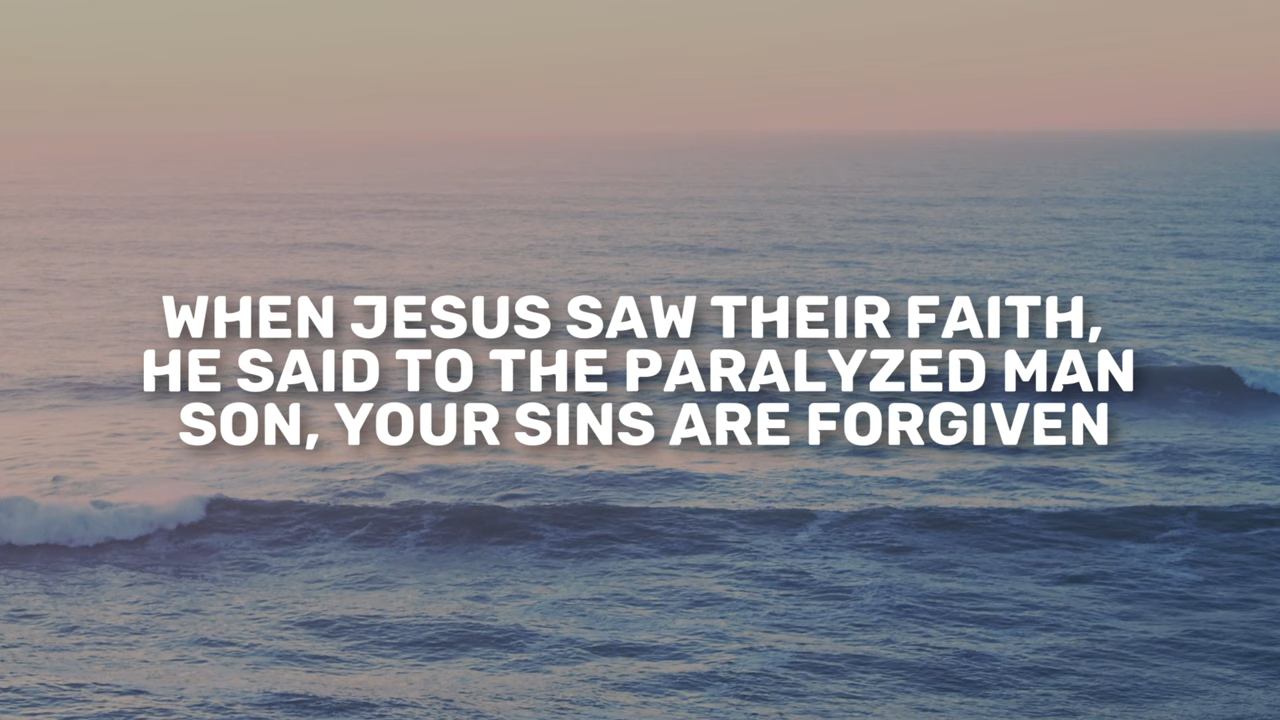 WHEN JESUS SAW THEIR FAITH,
HE SAID TO THE PARALYZED MAN
SON, YOUR SINS ARE FORGIVEN